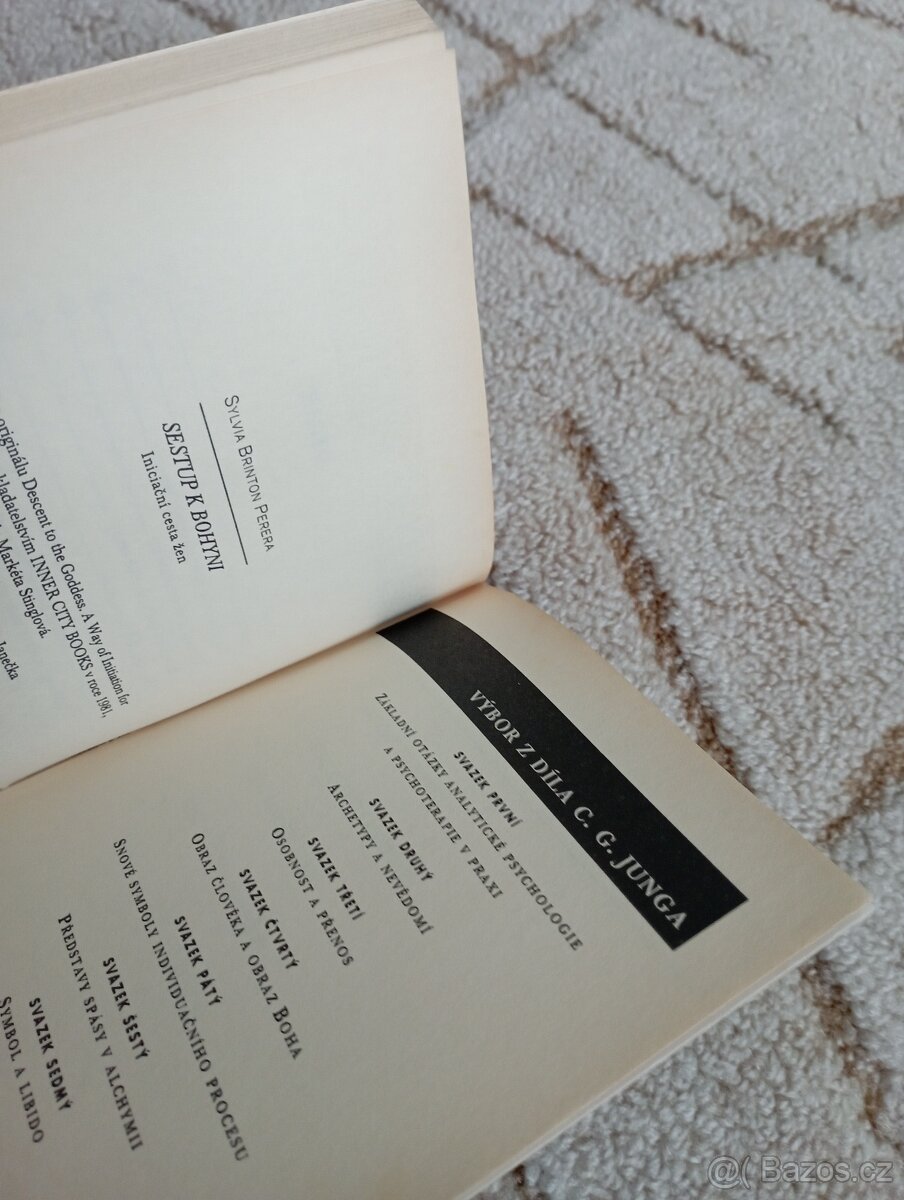 SYLVIA BRINTON PERERA
SESTUP K BOHYNI
Iniciační cesta žen
originálu Descent to the Goddess. A Way of Initiation for
kladatelstvím INNER CITY BOOKS v roce 1981,
Markéta Stinglová.
Janečka
VÝBOR Z DÍLA C. G. JUNGA
SVAZEK PRVNÍ
ZÁKLADNÍ OTÁZKY ANALYTICKÉ PSYCHOLOGIE
A PSYCHOTERAPIE V PRAXI
SVAZEK DRUHÝ
ARCHETYPY A NEVĚDOMÍ
SVAZEK TŘETÍ
OSOBNOST A PŘENOS
SVAZEK ČTVRTÝ
OBRAZ ČLOVĚKA A OBRAZ BOHA
SVAZEK PÁTÝ
SNOVÉ SYMBOLY INDIVIDUAČNÍHO PROCESU
SVAZEK ŠESTÝ
PŘEDSTAVY SPÁSY V ALCHYMII
SVAZEK SEDMÝ
SYMBOL A LIBIDO
@( Bazos.cz